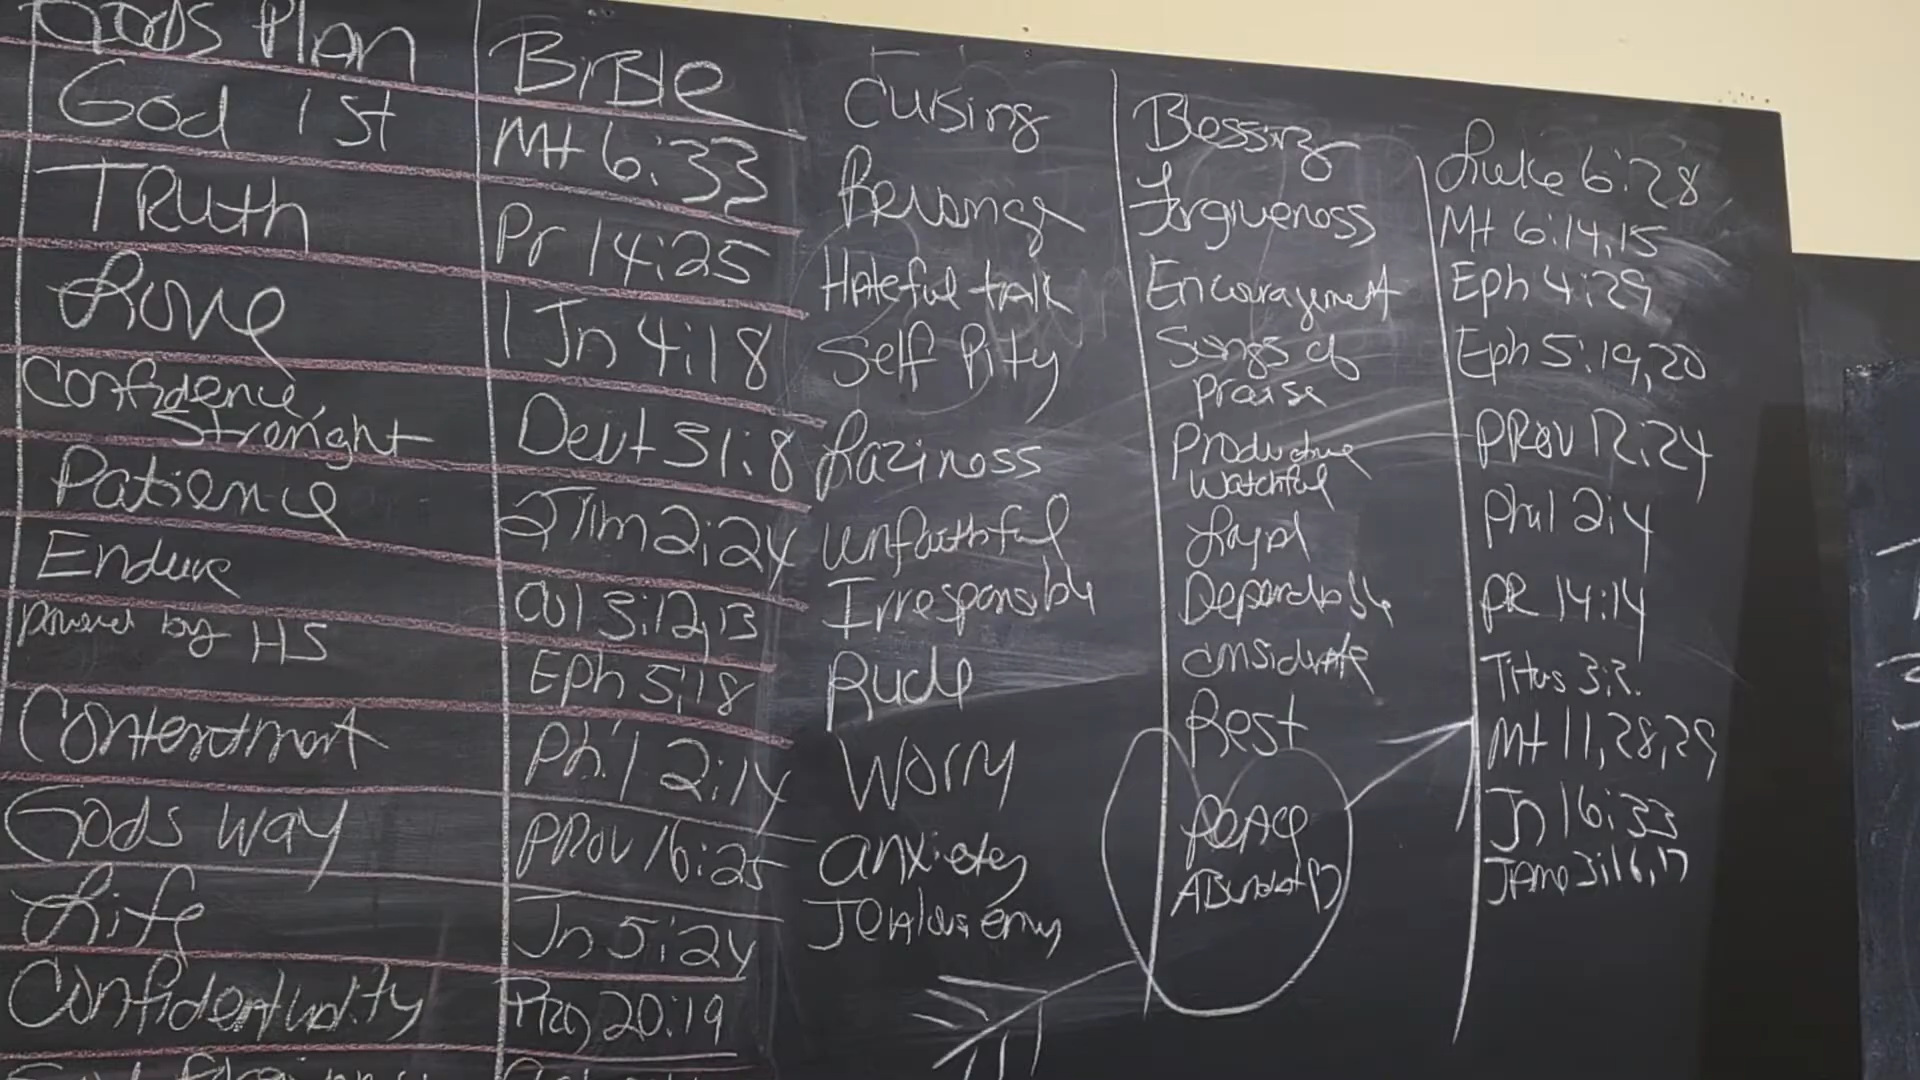 Gods Plan
Bible
God 1st
Mt 6:33
TRuth
Pr 14:25
Love
1 Jn 4:18
Confidence,
Strenght
Deut 31:8
Patience
2 Tim 2:24
Endure
Col 3:12,13
powered by HS
Eph 5:18
Contentment
Phil 2:14
Gods way
PROV 16:25
Life
Jn 5:24
Confidentiality
20:19
Cursing
Blessing
Luke 6:28
Revenge
Forgiveness
Mt 6:14,15
Hateful talk
Encouragement
Eph 4:29
Self Pity
Songs of
praise
Eph 5:19,20
Laziness
Productive
watchful
PROV 12:24
unfaithful
Loyal
Phil 2:4
Irresponsible
Dependable
PR 14:14
Rude
considerate
Titus 3:2
Worry
Rest
Mt 11,28,29
anxiety
peace
Jn 16:33
Jealous envy
3:16,17